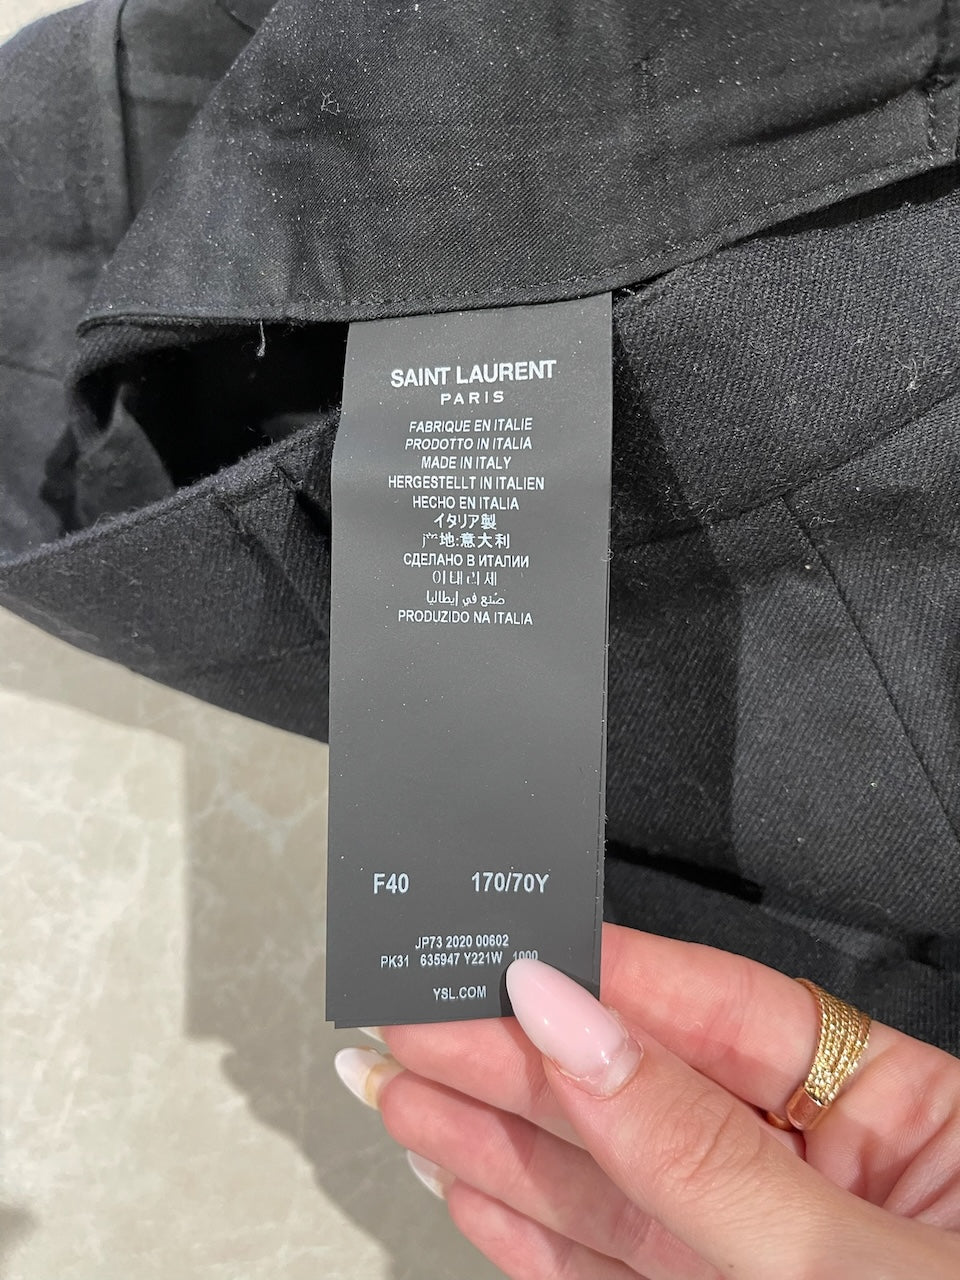 SAINT LAURENT
PARIS
FABRIQUE EN ITALIE
PRODOTTO IN ITALIA
MADE IN ITALY
HERGESTELLT IN ITALIEN
HECHO EN ITALIA
イタリア製
地:意大利
СДЕЛАНО В ИТАЛИИ
이태리제
صنع في إيطاليا
PRODUZIDO NA ITALIA
F40 170/70Y
JP73 2020 00602
PK31 635947 Y221W 1000
YSL.COM